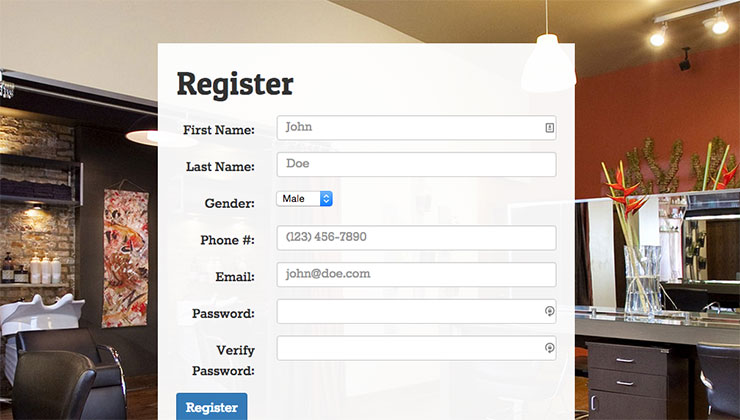 Register
First Name: John
Last Name: Doe
Gender: Male
Phone #: (123) 456-7890
Email: john@doe.com
Password:
Verify
Password:
Register